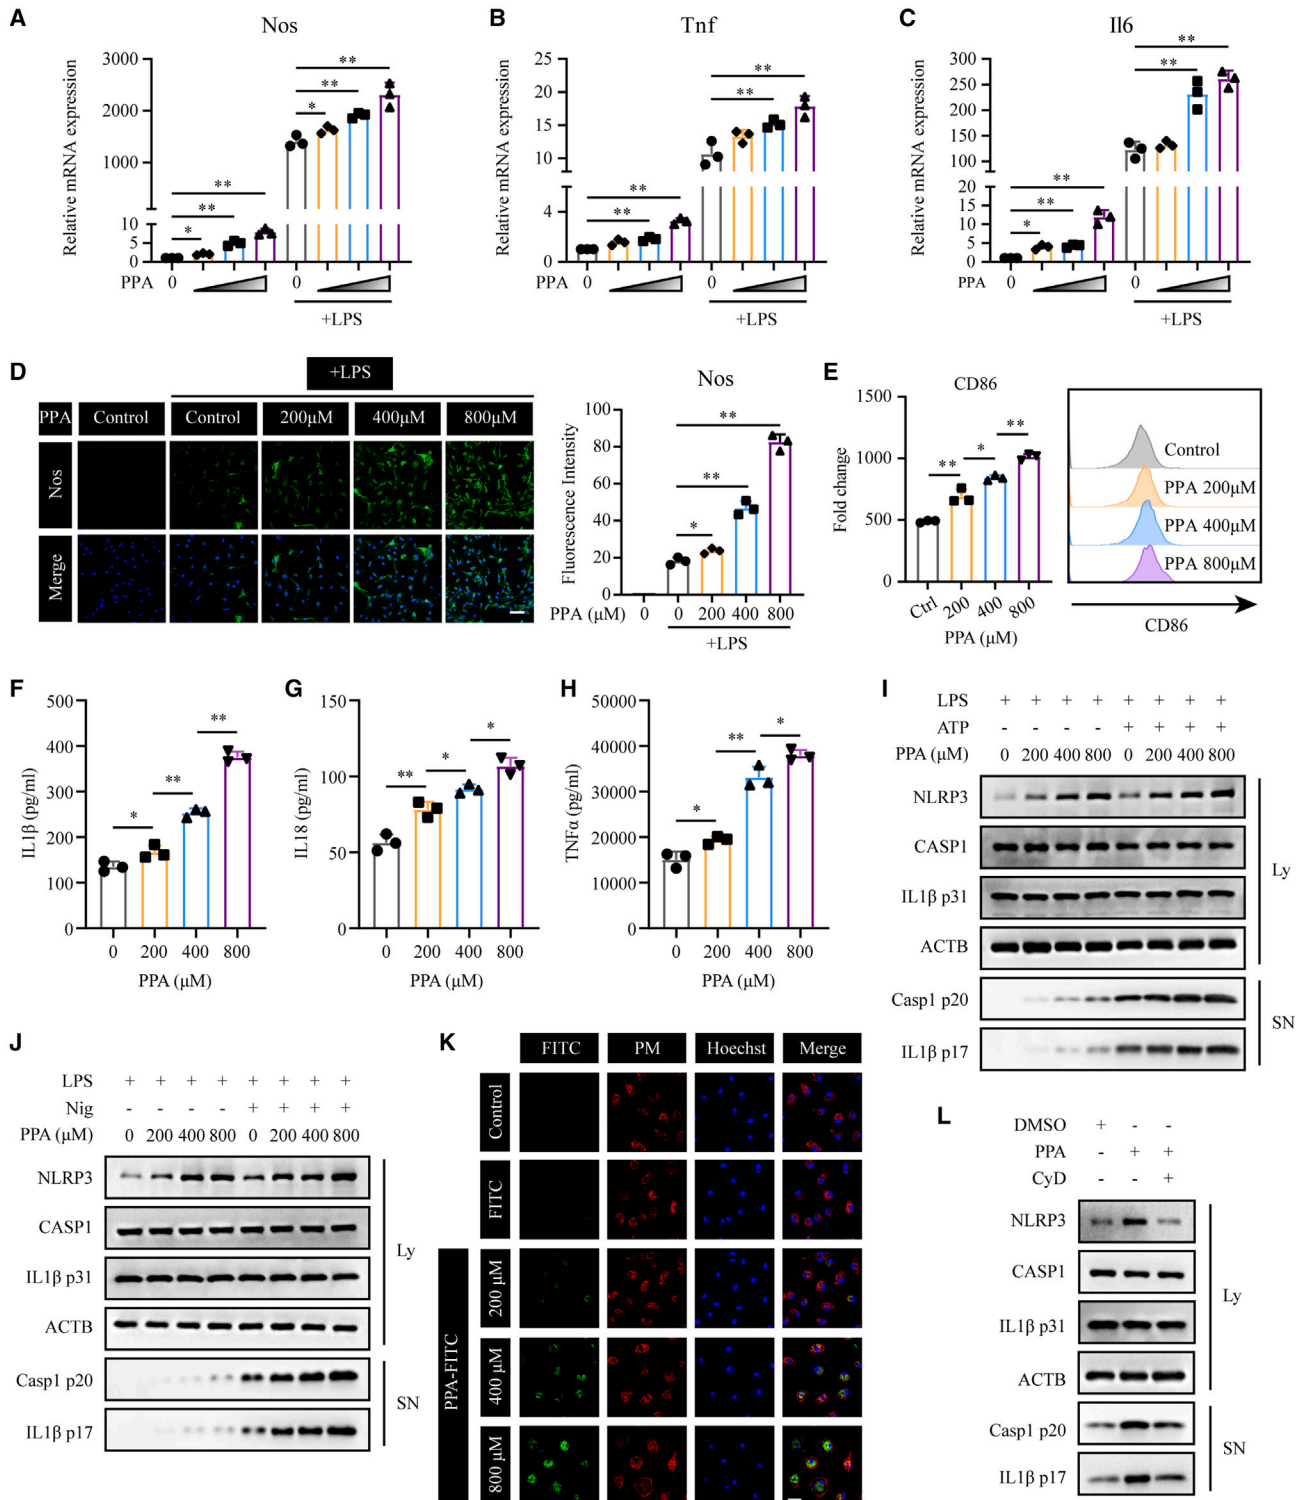 A
Nos
Relative mRNA expression
3000
2000
1000
10
5
0
* ** ** * ** **
PPA 0 0
+LPS
B
Tnf
Relative mRNA expression
25
20
15
10
4
0
** ** ** **
PPA 0 0
+LPS
C
Il6
Relative mRNA expression
300
250
200
150
100
20
15
10
5
0
* ** ** ** **
PPA 0 0
+LPS
D
+LPS
PPA Control Control 200μM 400μM 800μM
Nos
Merge
Nos
Fluorescence Intensity
100
80
60
40
20
0
* ** **
PPA (μM) 0 0 200 400 800
+LPS
E
CD86
Fold change
1500
1000
500
0
** * **
Ctrl 200 400 800
PPA (μM)
Control
PPA 200μM
PPA 400μM
PPA 800μM
CD86
F
IL1β (pg/ml)
500
400
300
200
100
0
* ** **
0 200 400 800
PPA (μM)
G
IL18 (pg/ml)
150
100
50
0
** * *
0 200 400 800
PPA (μM)
H
TNFα (pg/ml)
50000
40000
30000
20000
10000
0
* ** *
0 200 400 800
PPA (μM)
I
LPS + + + + + + + +
ATP - - - - + + + +
PPA (μM) 0 200 400 800 0 200 400 800
NLRP3
CASP1
IL1β p31
ACTB
Ly
Casp1 p20
IL1β p17
SN
J
LPS + + + + + + + +
Nig - - - - + + + +
PPA (μM) 0 200 400 800 0 200 400 800
NLRP3
CASP1
IL1β p31
ACTB
Ly
Casp1 p20
IL1β p17
SN
K
FITC PM Hoechst Merge
Control
FITC
PPA-FITC
200 μM
400 μM
800 μM
L
DMSO + - -
PPA - + +
CyD - - +
NLRP3
CASP1
IL1β p31
ACTB
Ly
Casp1 p20
IL1β p17
SN